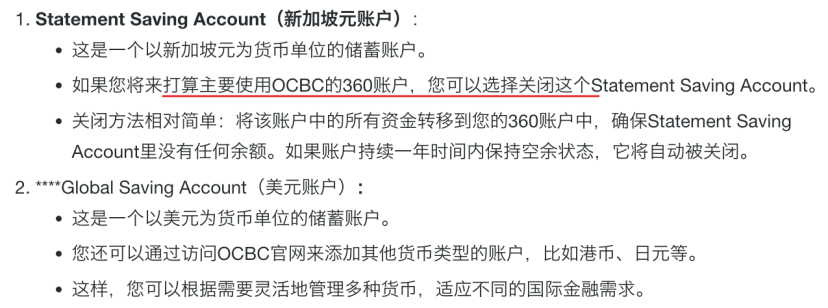 1. Statement Saving Account（新加坡元账户）:
• 这是一个以新加坡元为货币单位的储蓄账户。
• 如果您将来打算主要使用OCBC的360账户，您可以选择关闭这个Statement Saving Account。
• 关闭方法相对简单：将该账户中的所有资金转移到您的360账户中，确保Statement Saving
Account里没有任何余额。如果账户持续一年时间内保持空余状态，它将自动被关闭。
2. ****Global Saving Account（美元账户）：
• 这是一个以美元为货币单位的储蓄账户。
• 您还可以通过访问OCBC官网来添加其他货币类型的账户，比如港币、日元等。
• 这样，您可以根据需要灵活地管理多种货币，适应不同的国际金融需求。